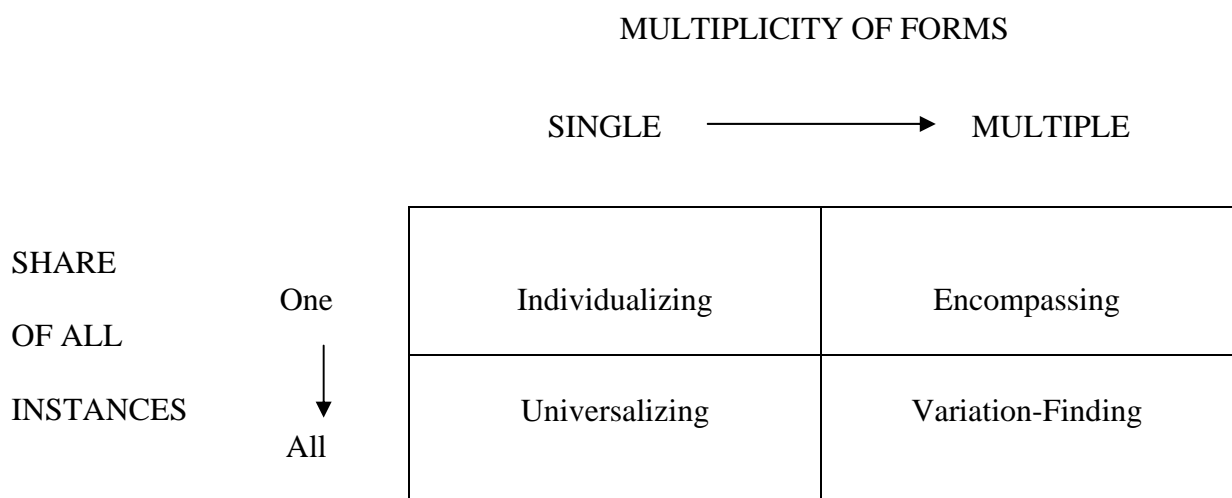 MULTIPLICITY OF FORMS
SINGLE MULTIPLE
SHARE
One Individualizing Encompassing
OF ALL
INSTANCES Universalizing Variation-Finding
All